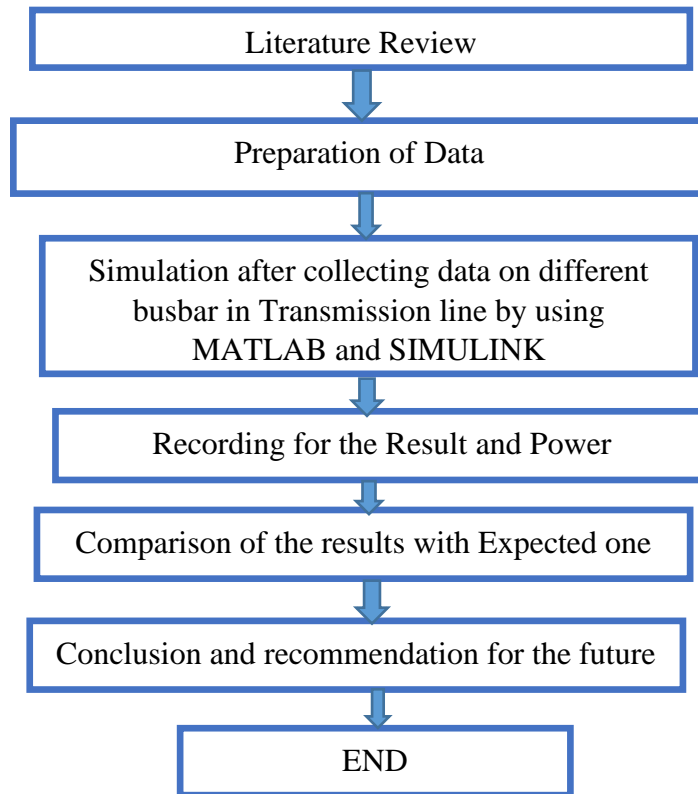 Literature Review
Preparation of Data
Simulation after collecting data on different
busbar in Transmission line by using
MATLAB and SIMULINK
Recording for the Result and Power
Comparison of the results with Expected one
Conclusion and recommendation for the future
END